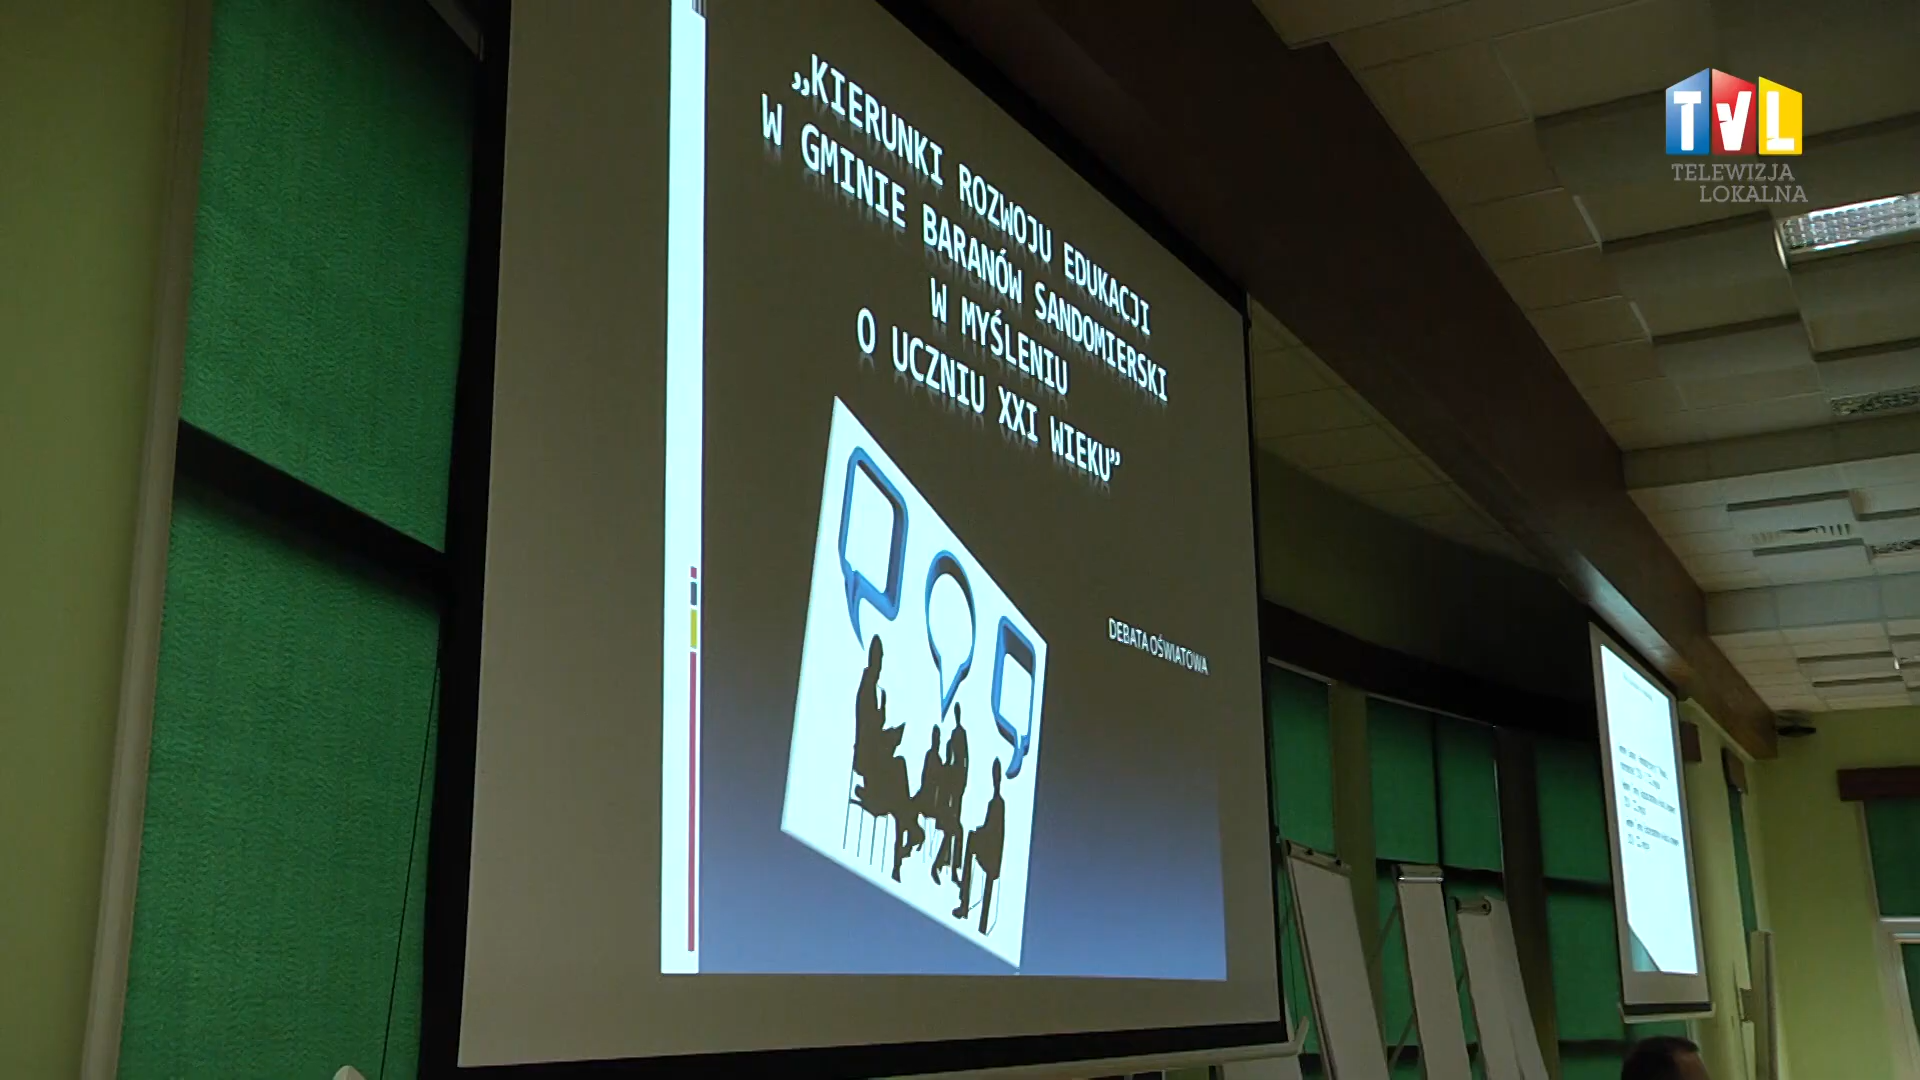 „KIERUNKI ROZWOJU EDUKACJI
W GMINIE BARANÓW SANDOMIERSKI
W MYŚLENIU
O UCZNIU XXI WIEKU”
DEBATA OŚWIATOWA
TVL
TELEWIZJA
LOKALNA